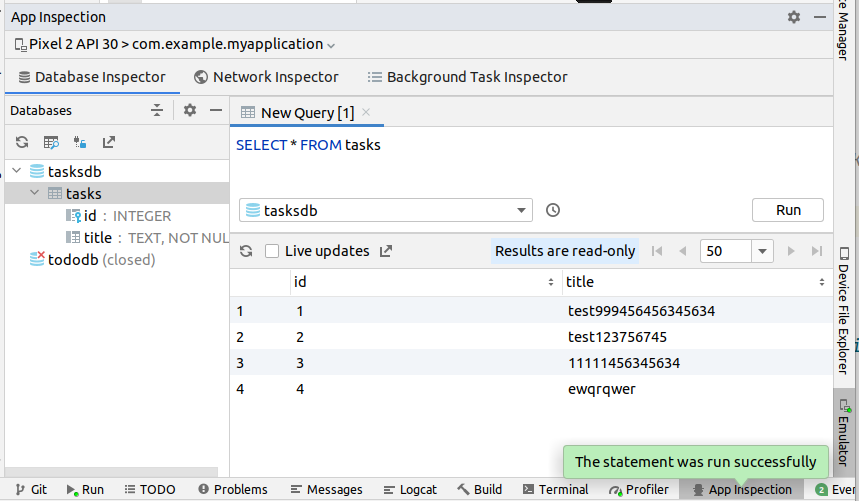 App Inspection
Pixel 2 API 30 > com.example.myapplication
Database Inspector Network Inspector Background Task Inspector
Databases
New Query [1]
SELECT * FROM tasks
tasksdb
tasks
id : INTEGER
title : TEXT, NOT NUL
tododb (closed)
tasksdb
Run
Live updates
Results are read-only
50
id title
1 1 test999456456345634
2 2 test123756745
3 3 11111456345634
4 4 ewqrqwer
The statement was run successfully
Manager
Device File Explorer
Emulator
Git Run TODO Problems Messages Logcat Build Terminal Profiler App Inspection 2 Ever